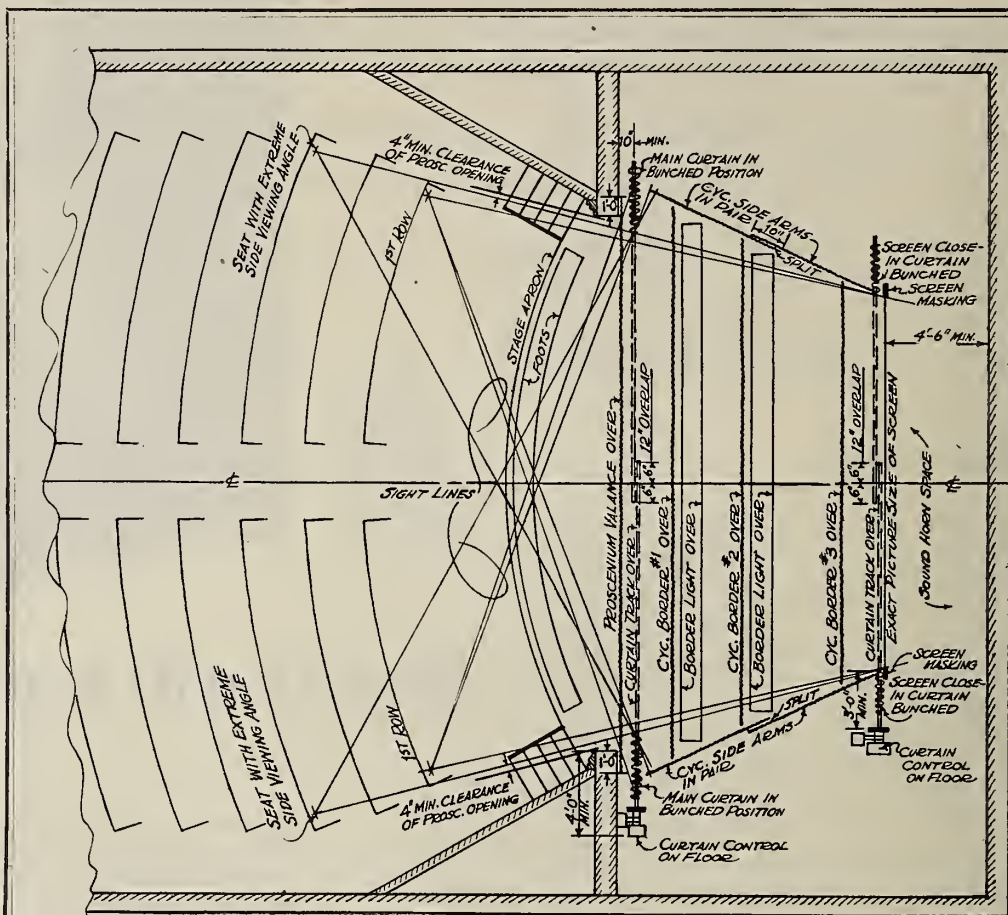 SEAT WITH EXTREME
SIDE VIEWING ANGLE
1ST ROW
4" MIN. CLEARANCE
OF PROSC. OPENING
10"
MIN.
1'-0"
MAIN CURTAIN IN
BUNCHED POSITION
CYC. SIDE ARMS
IN PAIR
10"
SPLIT
SCREEN CLOSE-
IN CURTAIN
BUNCHED
SCREEN
MASKING
4'-6" MIN.
STAGE APRON
FOOTS
℄
SIGHT LINES
PROSCENIUM VALANCE OVER
CURTAIN TRACK OVER
6" 6" 12" OVERLAP
CYC. BORDER #1 OVER
BORDER LIGHT OVER
CYC. BORDER #2 OVER
BORDER LIGHT OVER
CYC. BORDER #3 OVER
CURTAIN TRACK OVER
6" 6" 12" OVERLAP
EXACT PICTURE SIZE OF SCREEN
SOUND HORN SPACE
℄
SEAT WITH EXTREME
SIDE VIEWING ANGLE
1ST ROW
4" MIN. CLEARANCE
OF PROSC. OPENING
4'-0"
MIN.
1'-0"
CYC. SIDE ARMS
IN PAIR
SPLIT
MAIN CURTAIN IN
BUNCHED POSITION
CURTAIN CONTROL
ON FLOOR
3'-0"
MIN.
SCREEN
MASKING
SCREEN CLOSE-
IN CURTAIN
BUNCHED
CURTAIN
CONTROL
ON FLOOR